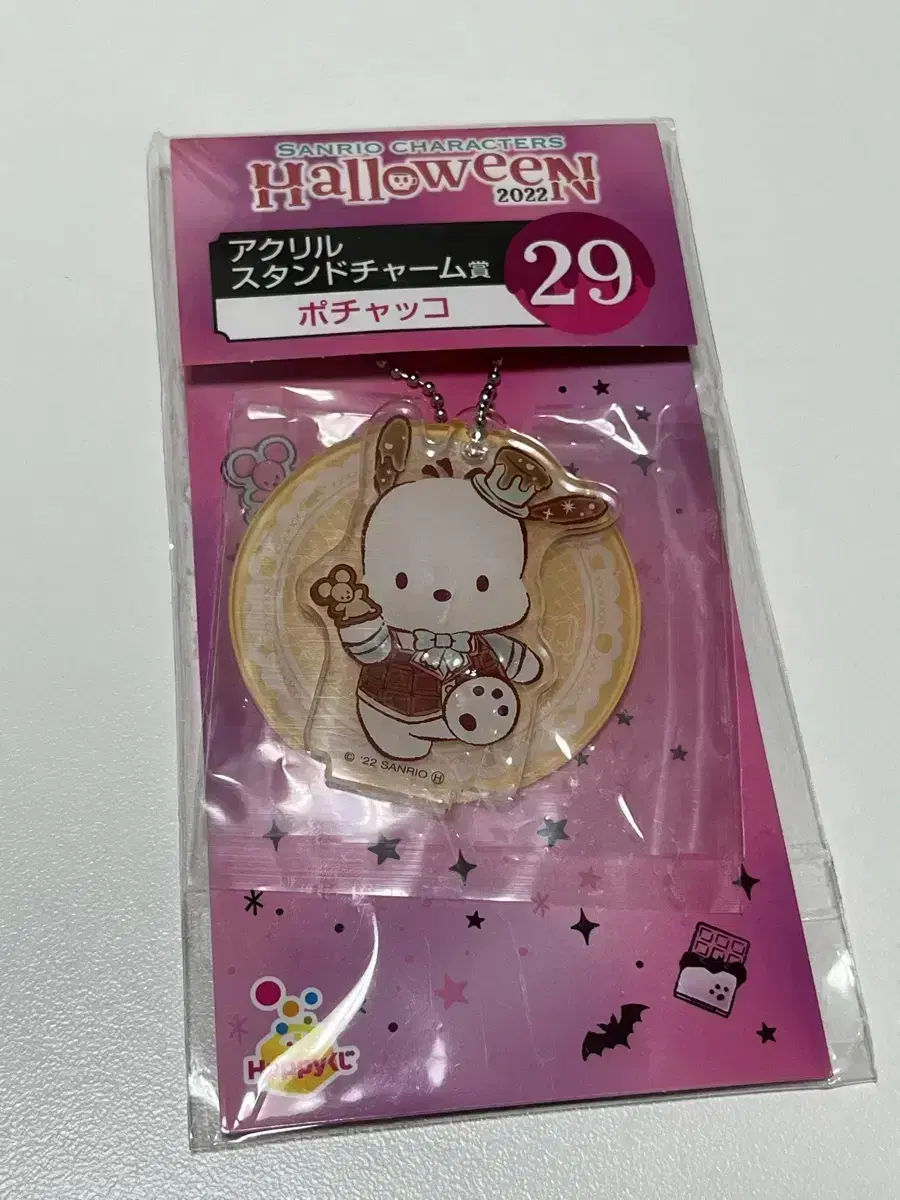 SANRIO CHARACTERS
Halloween
2022
アクリル
スタンドチャーム賞
29
ポチャッコ
© '22 SANRIO Ⓗ
Happyくじ